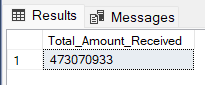 Results Messages
Total_Amount_Received
1 473070933